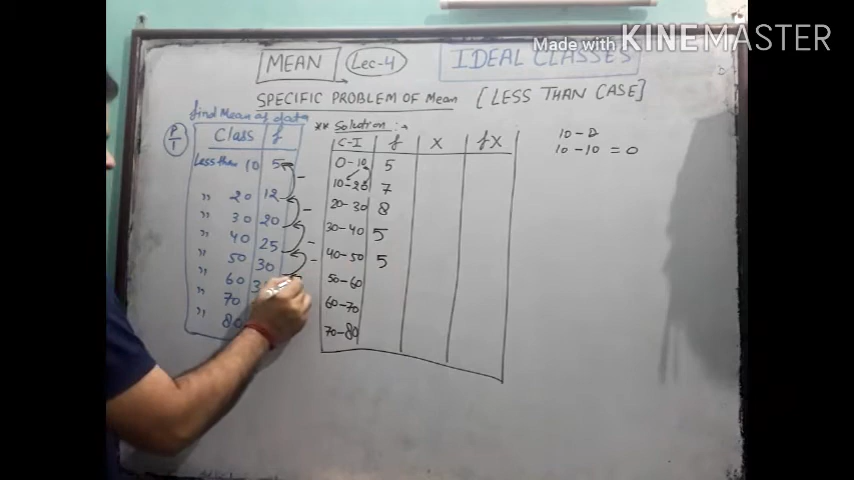 Made with KINEMASTER
MEAN Lec-4 IDEAL CLASSES
SPECIFIC PROBLEM OF Mean [LESS THAN CASE]
find Mean of data
P/1 Class f
Less than 10 5
" 20 12
" 30 20
" 40 25
" 50 30
" 60
" 70
" 80
** Solution :-
C-I f X fX
0-10 5
10-20 7
20-30 8
30-40 5
40-50 5
50-60
60-70
70-80
10-
10-10 = 0